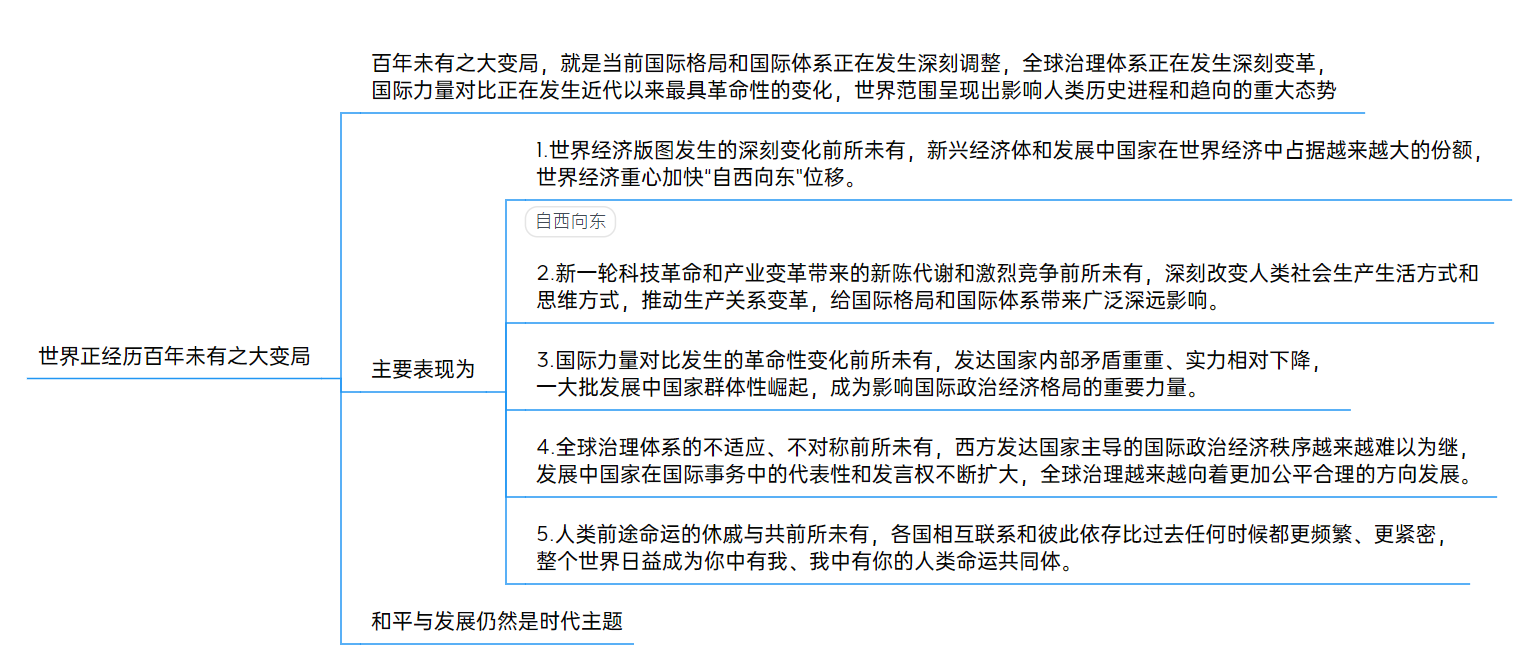 百年未有之大变局，就是当前国际格局和国际体系正在发生深刻调整，全球治理体系正在发生深刻变革，
国际力量对比正在发生近代以来最具革命性的变化，世界范围呈现出影响人类历史进程和趋向的重大态势
1.世界经济版图发生的深刻变化前所未有，新兴经济体和发展中国家在世界经济中占据越来越大的份额，
世界经济重心加快"自西向东"位移。
自西向东
2.新一轮科技革命和产业变革带来的新陈代谢和激烈竞争前所未有，深刻改变人类社会生产生活方式和
思维方式，推动生产关系变革，给国际格局和国际体系带来广泛深远影响。
世界正经历百年未有之大变局
主要表现为
3.国际力量对比发生的革命性变化前所未有，发达国家内部矛盾重重、实力相对下降，
一大批发展中国家群体性崛起，成为影响国际政治经济格局的重要力量。
4.全球治理体系的不适应、不对称前所未有，西方发达国家主导的国际政治经济秩序越来越难以为继，
发展中国家在国际事务中的代表性和发言权不断扩大，全球治理越来越向着更加公平合理的方向发展。
5.人类前途命运的休戚与共前所未有，各国相互联系和彼此依存比过去任何时候都更频繁、更紧密，
整个世界日益成为你中有我、我中有你的人类命运共同体。
和平与发展仍然是时代主题